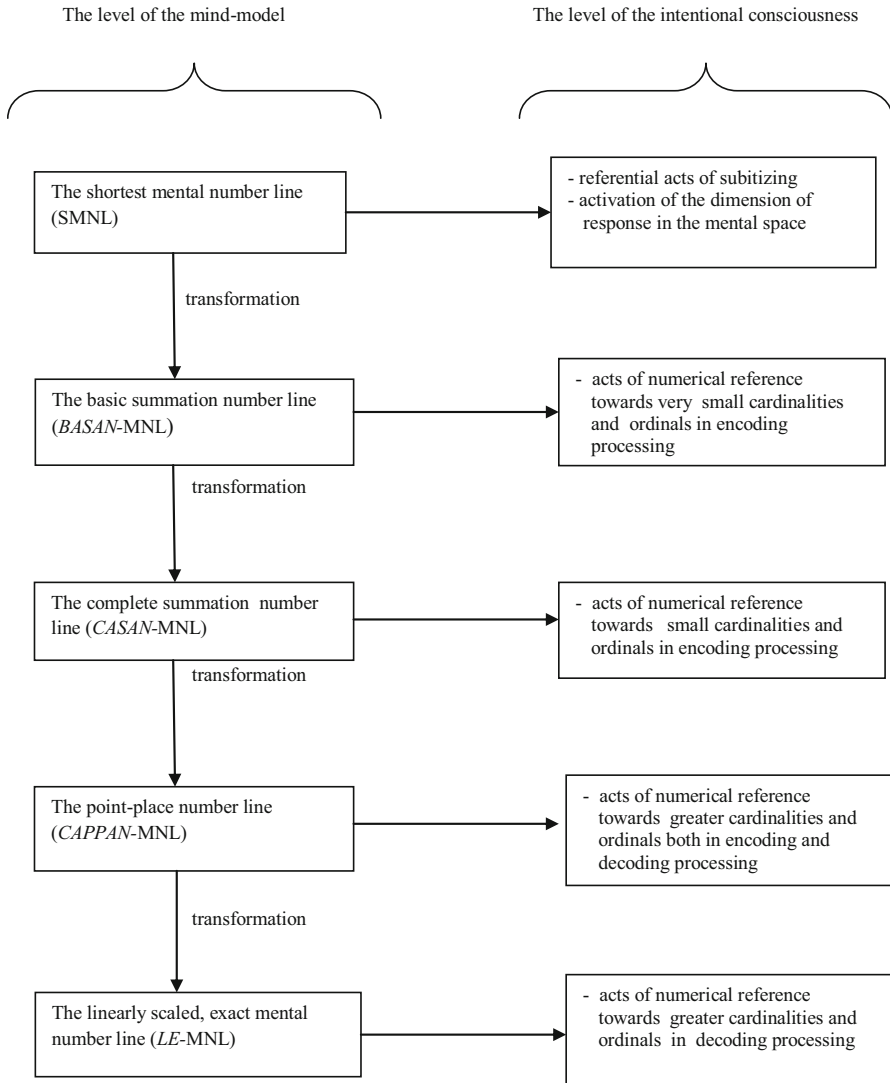 The level of the mind-model
The level of the intentional consciousness
The shortest mental number line
(SMNL)
- referential acts of subitizing
- activation of the dimension of
response in the mental space
transformation
The basic summation number line
(BASAN-MNL)
- acts of numerical reference
towards very small cardinalities
and ordinals in encoding
processing
transformation
The complete summation number
line (CASAN-MNL)
- acts of numerical reference
towards small cardinalities and
ordinals in encoding processing
transformation
The point-place number line
(CAPPAN-MNL)
- acts of numerical reference
towards greater cardinalities and
ordinals both in encoding and
decoding processing
transformation
The linearly scaled, exact mental
number line (LE-MNL)
- acts of numerical reference
towards greater cardinalities and
ordinals in decoding processing